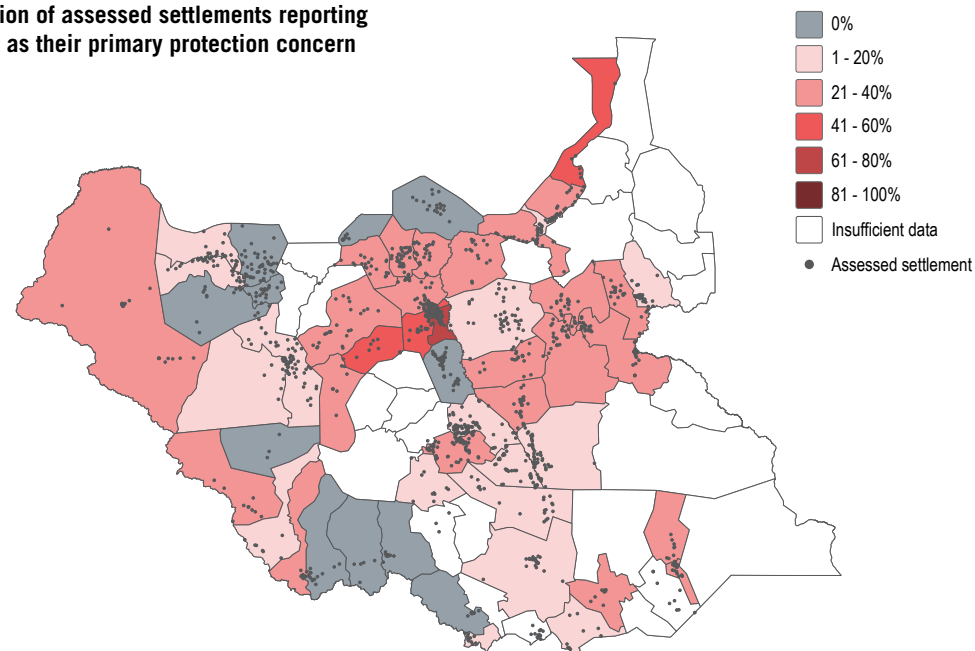 of assessed settlements reporting
as their primary protection concern
0%
1 - 20%
21 - 40%
41 - 60%
61 - 80%
81 - 100%
Insufficient data
Assessed settlement